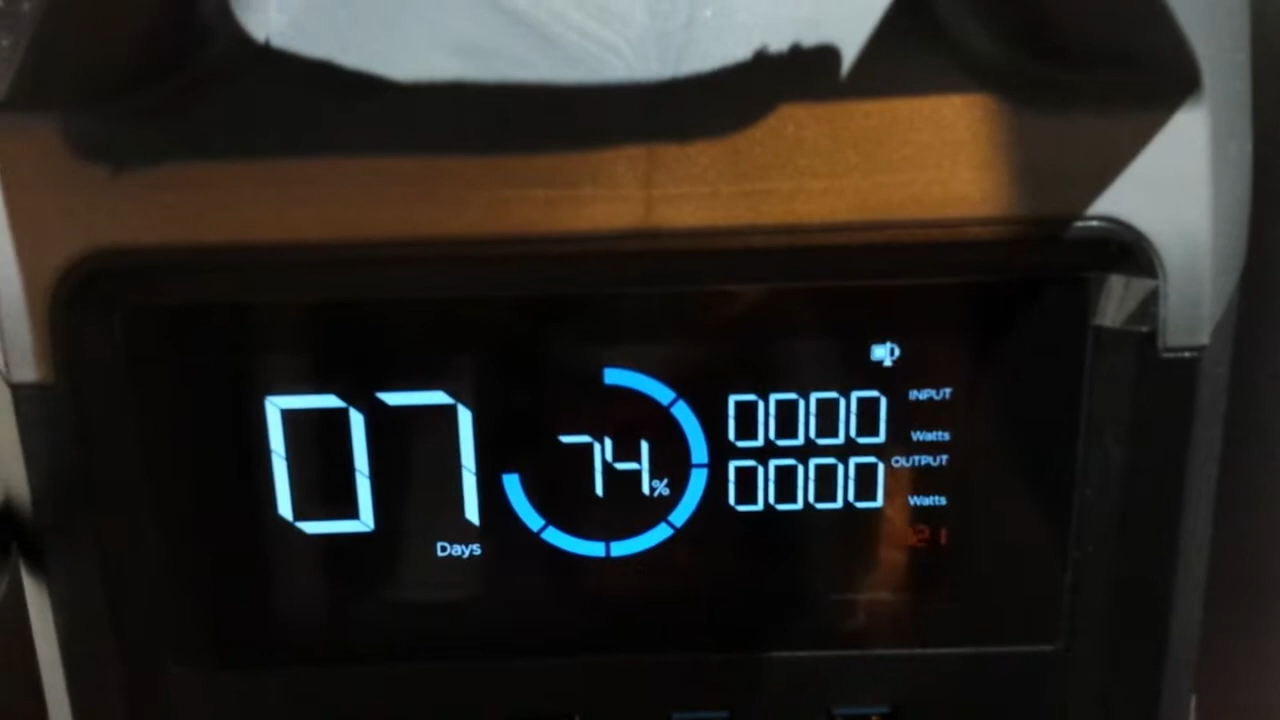 07
Days
74%
0000 INPUT
Watts
0000 OUTPUT
Watts